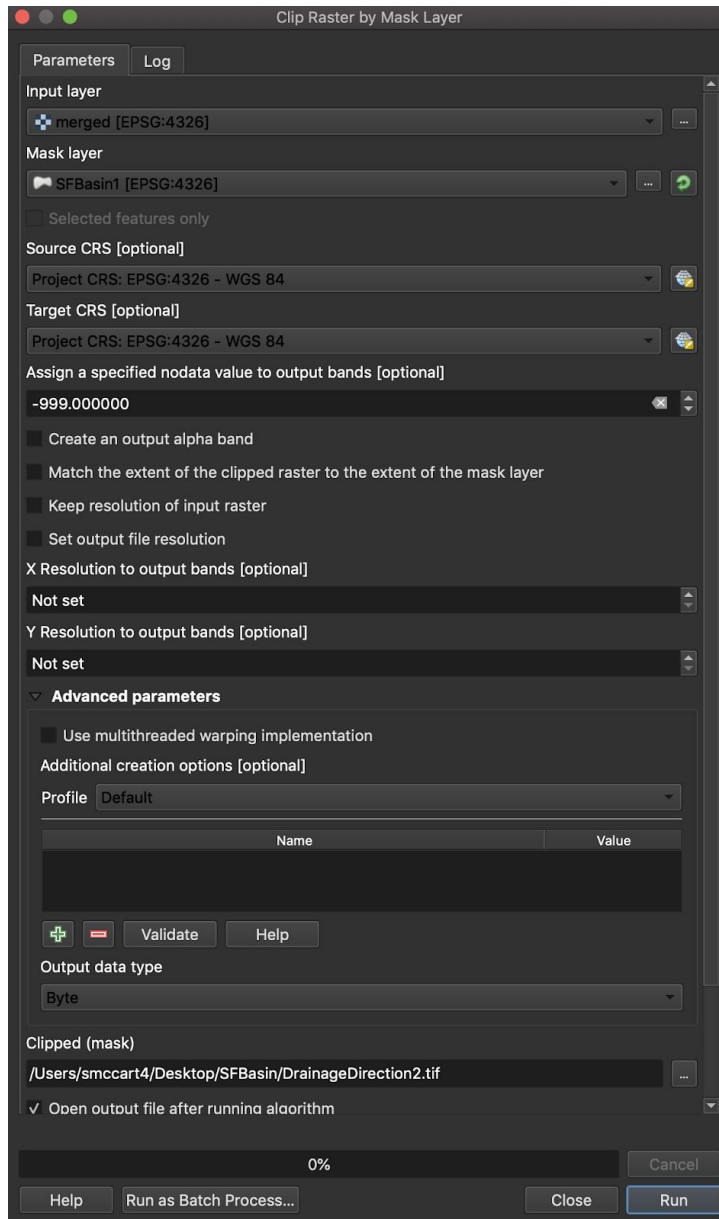 Clip Raster by Mask Layer
Parameters
Log
Input layer
merged [EPSG:4326]
...
Mask layer
SFBasin1 [EPSG:4326]
...
Selected features only
Source CRS [optional]
Project CRS: EPSG:4326 - WGS 84
Target CRS [optional]
Project CRS: EPSG:4326 - WGS 84
Assign a specified nodata value to output bands [optional]
-999.000000
Create an output alpha band
Match the extent of the clipped raster to the extent of the mask layer
Keep resolution of input raster
Set output file resolution
X Resolution to output bands [optional]
Not set
Y Resolution to output bands [optional]
Not set
Advanced parameters
Use multithreaded warping implementation
Additional creation options [optional]
Profile Default
Name Value
Validate Help
Output data type
Byte
Clipped (mask)
/Users/smccart4/Desktop/SFBasin/DrainageDirection2.tif
...
Open output file after running algorithm
0%
Cancel
Help Run as Batch Process... Close Run